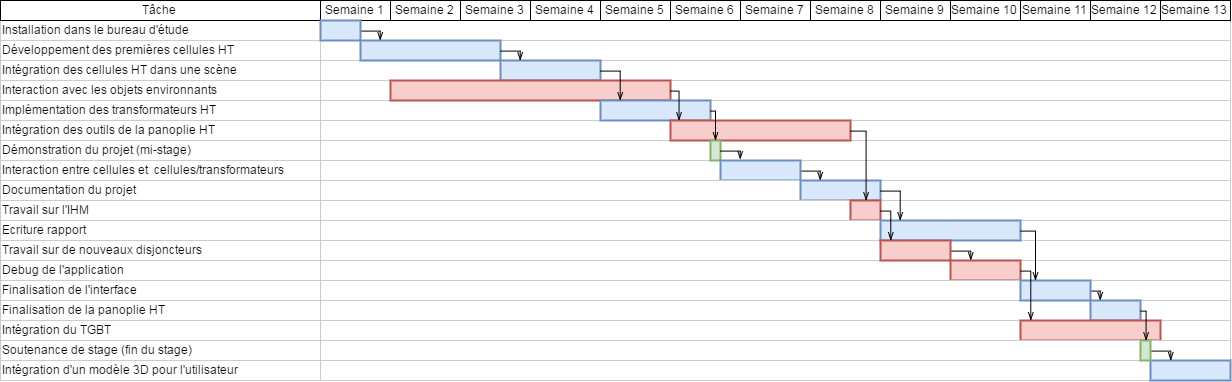 Tâche Semaine 1 Semaine 2 Semaine 3 Semaine 4 Semaine 5 Semaine 6 Semaine 7 Semaine 8 Semaine 9 Semaine 10 Semaine 11 Semaine 12 Semaine 13
Installation dans le bureau d'étude
Développement des premières cellules HT
Intégration des cellules HT dans une scène
Interaction avec les objets environnants
Implémentation des transformateurs HT
Intégration des outils de la panoplie HT
Démonstration du projet (mi-stage)
Interaction entre cellules et cellules/transformateurs
Documentation du projet
Travail sur l'IHM
Ecriture rapport
Travail sur de nouveaux disjoncteurs
Debug de l'application
Finalisation de l'interface
Finalisation de la panoplie HT
Intégration du TGBT
Soutenance de stage (fin du stage)
Intégration d'un modèle 3D pour l'utilisateur